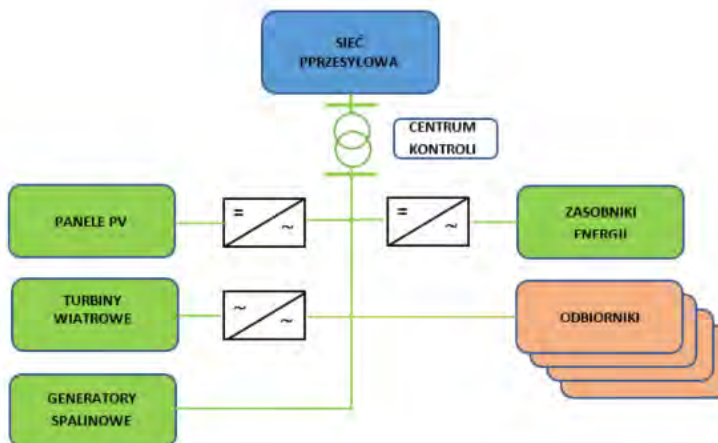 SIEĆ
PPRZESYŁOWA
CENTRUM
KONTROLI
PANELE PV
=
~
=
~
ZASOBNIKI
ENERGII
TURBINY
WIATROWE
~
~
ODBIORNIKI
GENERATORY
SPALINOWE